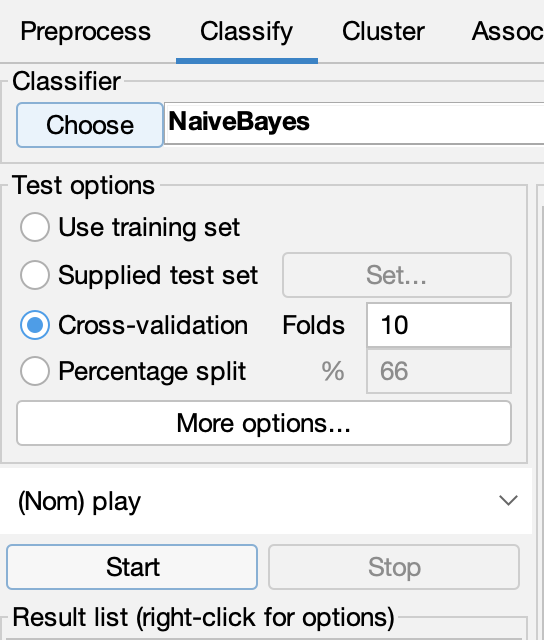 Preprocess Classify Cluster Assoc
Classifier
Choose NaiveBayes
Test options
Use training set
Supplied test set Set...
Cross-validation Folds 10
Percentage split % 66
More options...
(Nom) play
Start Stop
Result list (right-click for options)